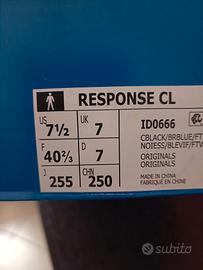 RESPONSE CL
US
7½
UK
7
F
40⅔
D
7
J
255
CHN
250
ID0666
CBLACK/BRBLUE/FT
NOIESS/BLEVIF/FTV
ORIGINALS
ORIGINALS
MADE IN CHINA
FABRIQUÉ EN CHINE
subito